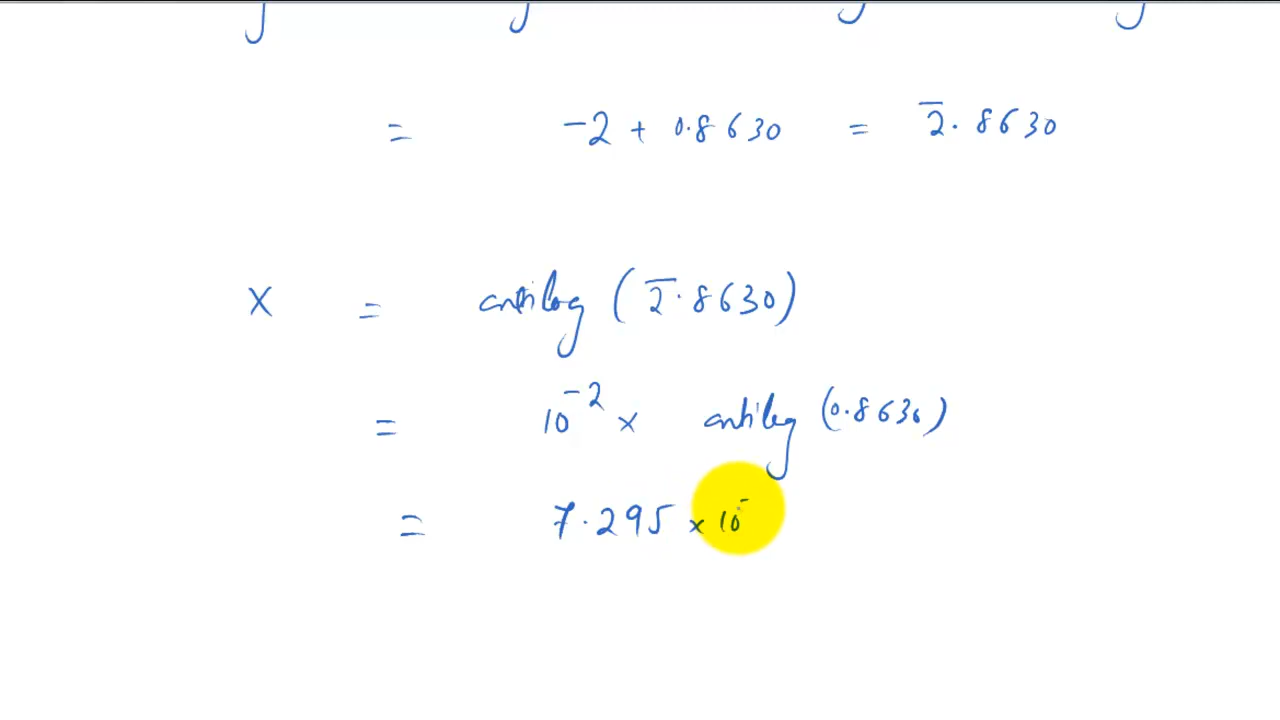 = -2 + 0.8630 = 2̅.8630
X = antilog (2̅.8630)
= 10⁻² × antilog (0.8630)
= 7.295 × 10⁻